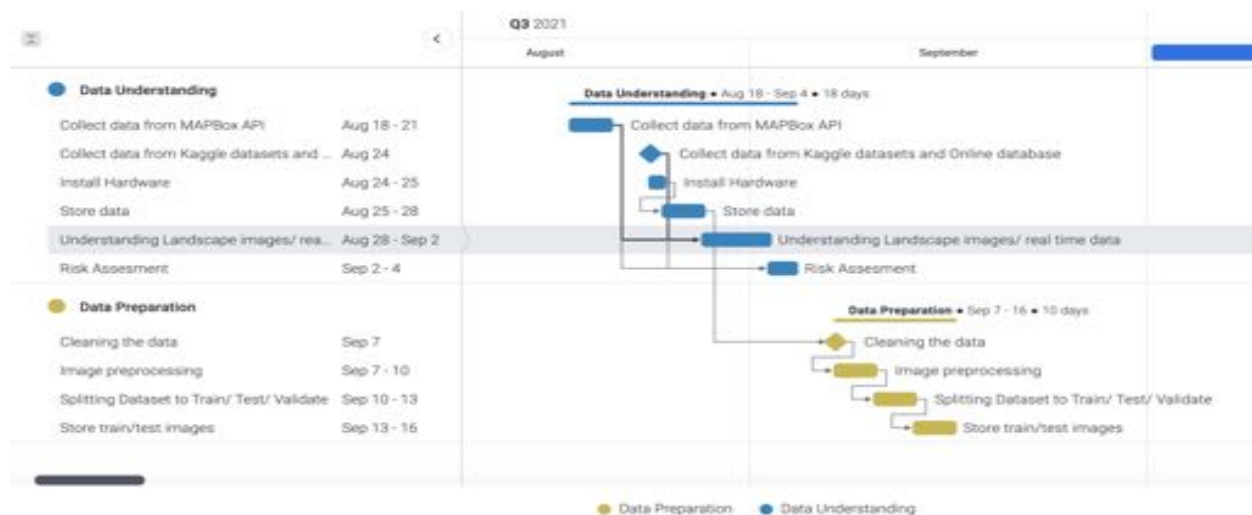 Q3 2021
August September
Data Understanding
Data Understanding • Aug 18 - Sep 4 • 18 days
Collect data from MAPBox API Aug 18 - 21 Collect data from MAPBox API
Collect data from Kaggle datasets and ... Aug 24 Collect data from Kaggle datasets and Online database
Install Hardware Aug 24 - 25 Install Hardware
Store data Aug 25 - 28 Store data
Understanding Landscape images/ rea... Aug 28 - Sep 2 Understanding Landscape images/ real time data
Risk Assesment Sep 2 - 4 Risk Assesment
Data Preparation
Data Preparation • Sep 7 - 16 • 10 days
Cleaning the data Sep 7 Cleaning the data
Image preprocessing Sep 7 - 10 Image preprocessing
Splitting Dataset to Train/ Test/ Validate Sep 10 - 13 Splitting Dataset to Train/ Test/ Validate
Store train/test images Sep 13 - 16 Store train/test images
Data Preparation Data Understanding